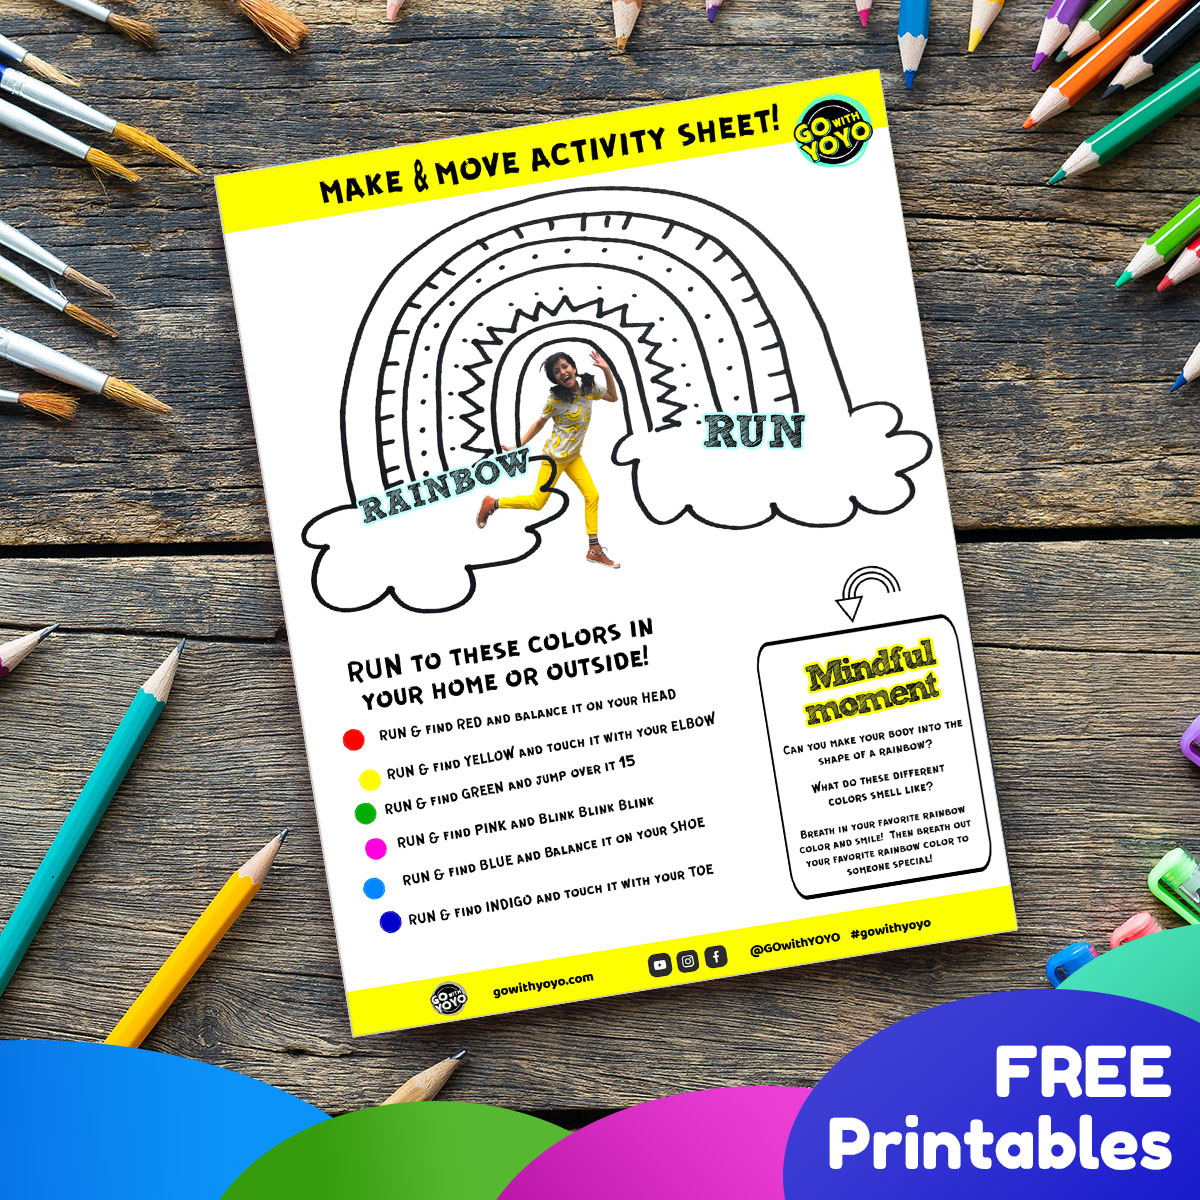 MAKE & MOVE ACTIVITY SHEET!
GO WITH
YOYO
RAINBOW
RUN
RUN TO THESE COLORS IN
YOUR HOME OR OUTSIDE!
RUN & FIND RED AND BALANCE IT ON YOUR HEAD
RUN & FIND YELLOW AND TOUCH IT WITH YOUR ELBOW
RUN & FIND GREEN AND JUMP OVER IT 15
RUN & FIND PINK AND BLINK BLINK BLINK
RUN & FIND BLUE AND BALANCE IT ON YOUR SHOE
RUN & FIND INDIGO AND TOUCH IT WITH YOUR TOE
Mindful
moment
CAN YOU MAKE YOUR BODY INTO THE
SHAPE OF A RAINBOW?
WHAT DO THESE DIFFERENT
COLORS SMELL LIKE?
BREATH IN YOUR FAVORITE RAINBOW
COLOR AND SMILE! THEN BREATH OUT
YOUR FAVORITE RAINBOW COLOR TO
SOMEONE SPECIAL!
GO WITH
YOYO
gowithyoyo.com
@GOwithYOYO #gowithyoyo
FREE
Printables